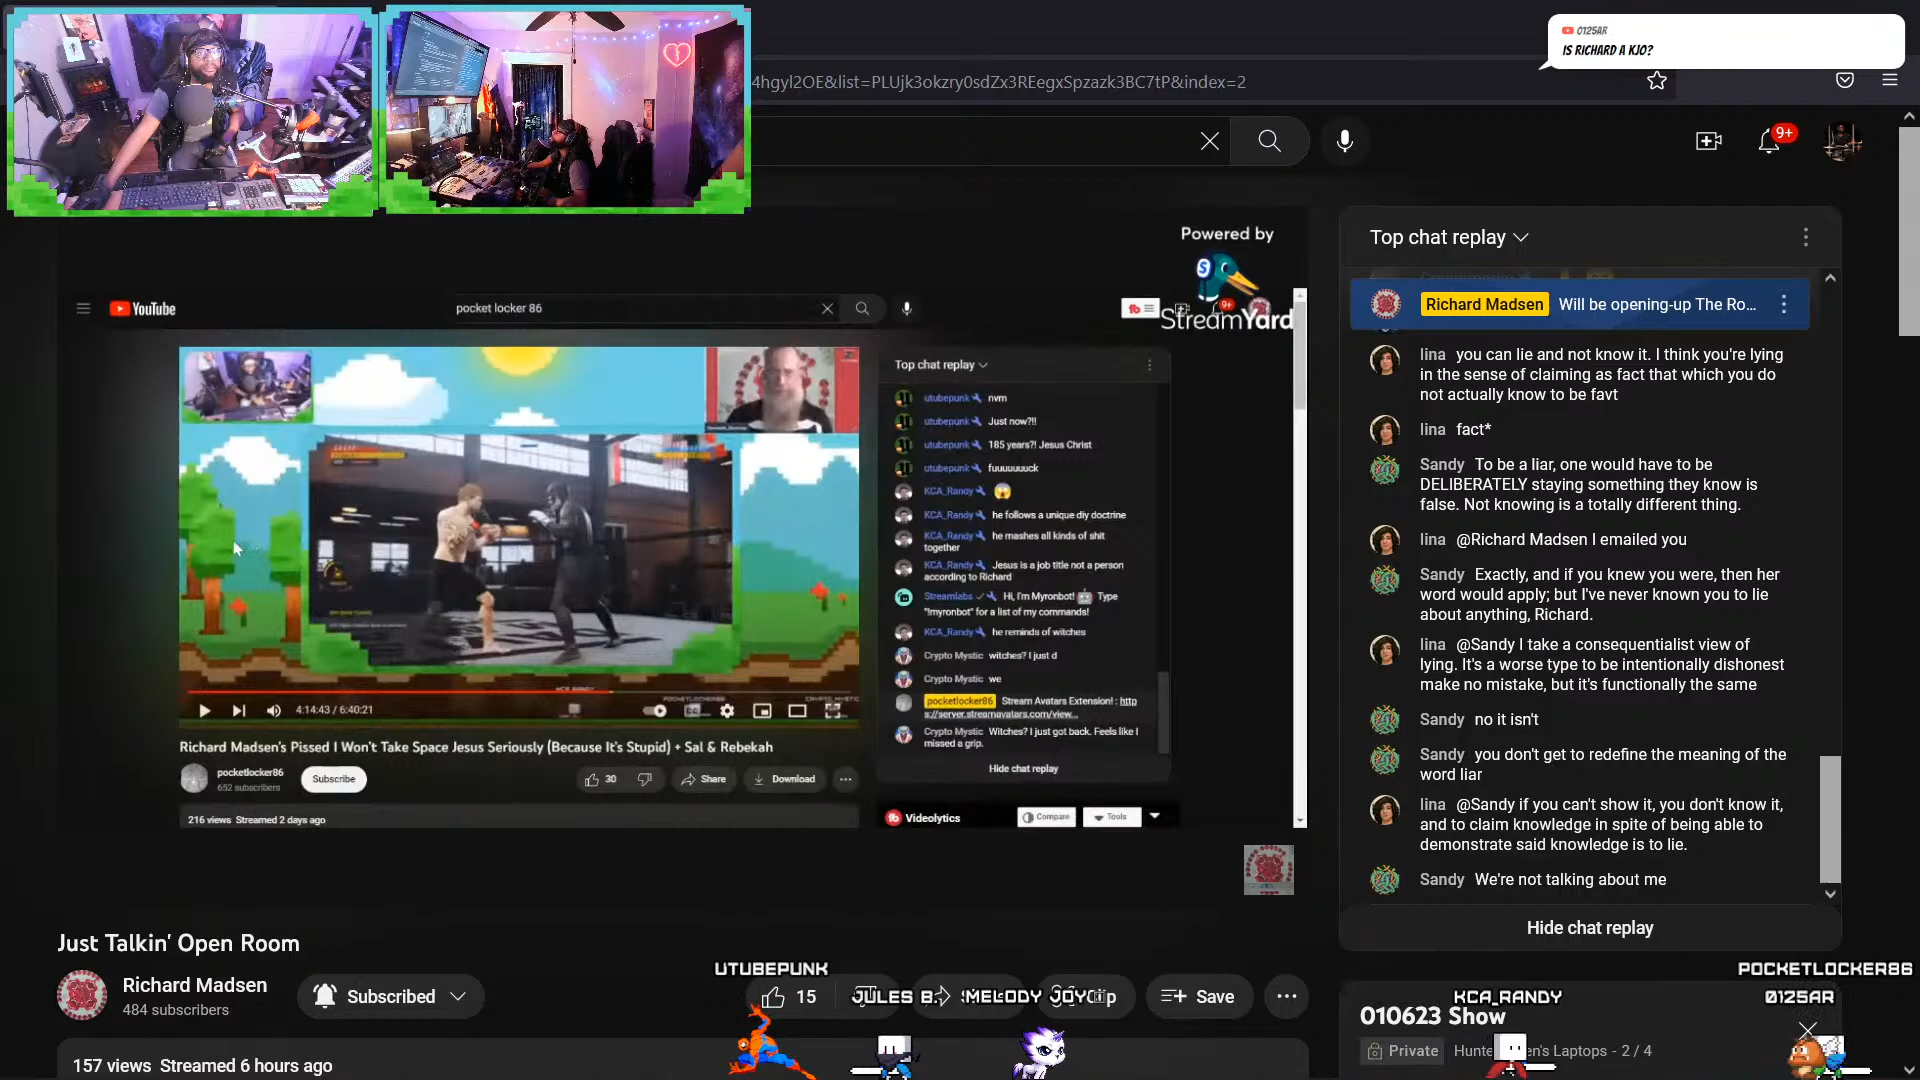 0125AR
IS RICHARD A KJO?
4hgyl2OE&list=PLUjk3okzry0sdZx3REegxSpzazk3BC7tP&index=2
9+
Powered by
StreamYard
YouTube
pocket locker 86
9+
Top chat replay
utubepunk nvm
utubepunk Just now?!!
utubepunk 185 years?! Jesus Christ
utubepunk fuuuuuuuck
KCA_Randy
KCA_Randy he follows a unique diy doctrine
KCA_Randy he mashes all kinds of shit
together
KCA_Randy Jesus is a job title not a person
according to Richard
Streamlabs Hi, I'm Myronbot! Type
"!myronbot" for a list of my commands!
KCA_Randy he reminds of witches
Crypto Mystic witches? I just d
Crypto Mystic we
pocketlocker86 Stream Avatars Extension! : http
s://server.streamavatars.com/view...
Crypto Mystic Witches? I just got back. Feels like I
missed a grip.
Hide chat replay
4:14:43 / 6:40:21
Richard Madsen's Pissed I Won't Take Space Jesus Seriously (Because It's Stupid) + Sal & Rebekah
pocketlocker86
652 subscribers
Subscribe
30
Share
Download
216 views Streamed 2 days ago
Videolytics
Compare
Tools
Top chat replay
Richard Madsen Will be opening-up The Ro...
lina you can lie and not know it. I think you're lying
in the sense of claiming as fact that which you do
not actually know to be favt
lina fact*
Sandy To be a liar, one would have to be
DELIBERATELY staying something they know is
false. Not knowing is a totally different thing.
lina @Richard Madsen I emailed you
Sandy Exactly, and if you knew you were, then her
word would apply; but I've never known you to lie
about anything, Richard.
lina @Sandy I take a consequentialist view of
lying. It's a worse type to be intentionally dishonest
make no mistake, but it's functionally the same
Sandy no it isn't
Sandy you don't get to redefine the meaning of the
word liar
lina @Sandy if you can't show it, you don't know it,
and to claim knowledge in spite of being able to
demonstrate said knowledge is to lie.
Sandy We're not talking about me
Hide chat replay
Just Talkin' Open Room
Richard Madsen
484 subscribers
Subscribed
15
Save
UTUBEPUNK
JULES B.
MELODY JOY
KCA_RANDY
POCKETLOCKER86
0125AR
010623 Show
Private
2 / 4
157 views Streamed 6 hours ago